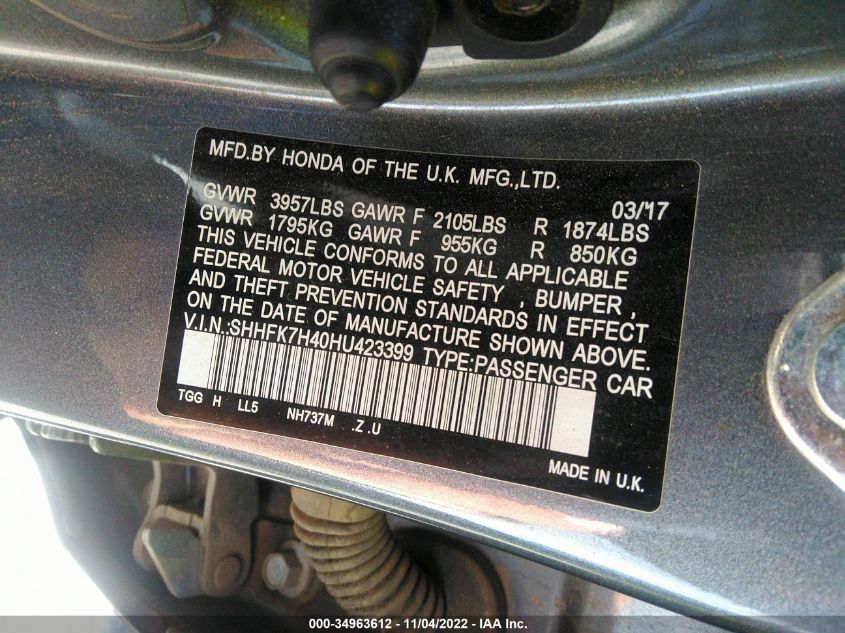 MFD.BY HONDA OF THE U.K. MFG.,LTD.
03/'17
GVWR 3957LBS GAWR F 2105LBS R 1874LBS
GVWR 1795KG GAWR F 955KG R 850KG
THIS VEHICLE CONFORMS TO ALL APPLICABLE
FEDERAL MOTOR VEHICLE SAFETY , BUMPER ,
AND THEFT PREVENTION STANDARDS IN EFFECT
ON THE DATE OF MANUFACTURE SHOWN ABOVE.
V.I.N.:SHHFK7H40HU423399 TYPE:PASSENGER CAR
TGG H LL5 NH737M .Z .U
MADE IN U.K.
000-34963612 - 11/04/2022 - IAA Inc.